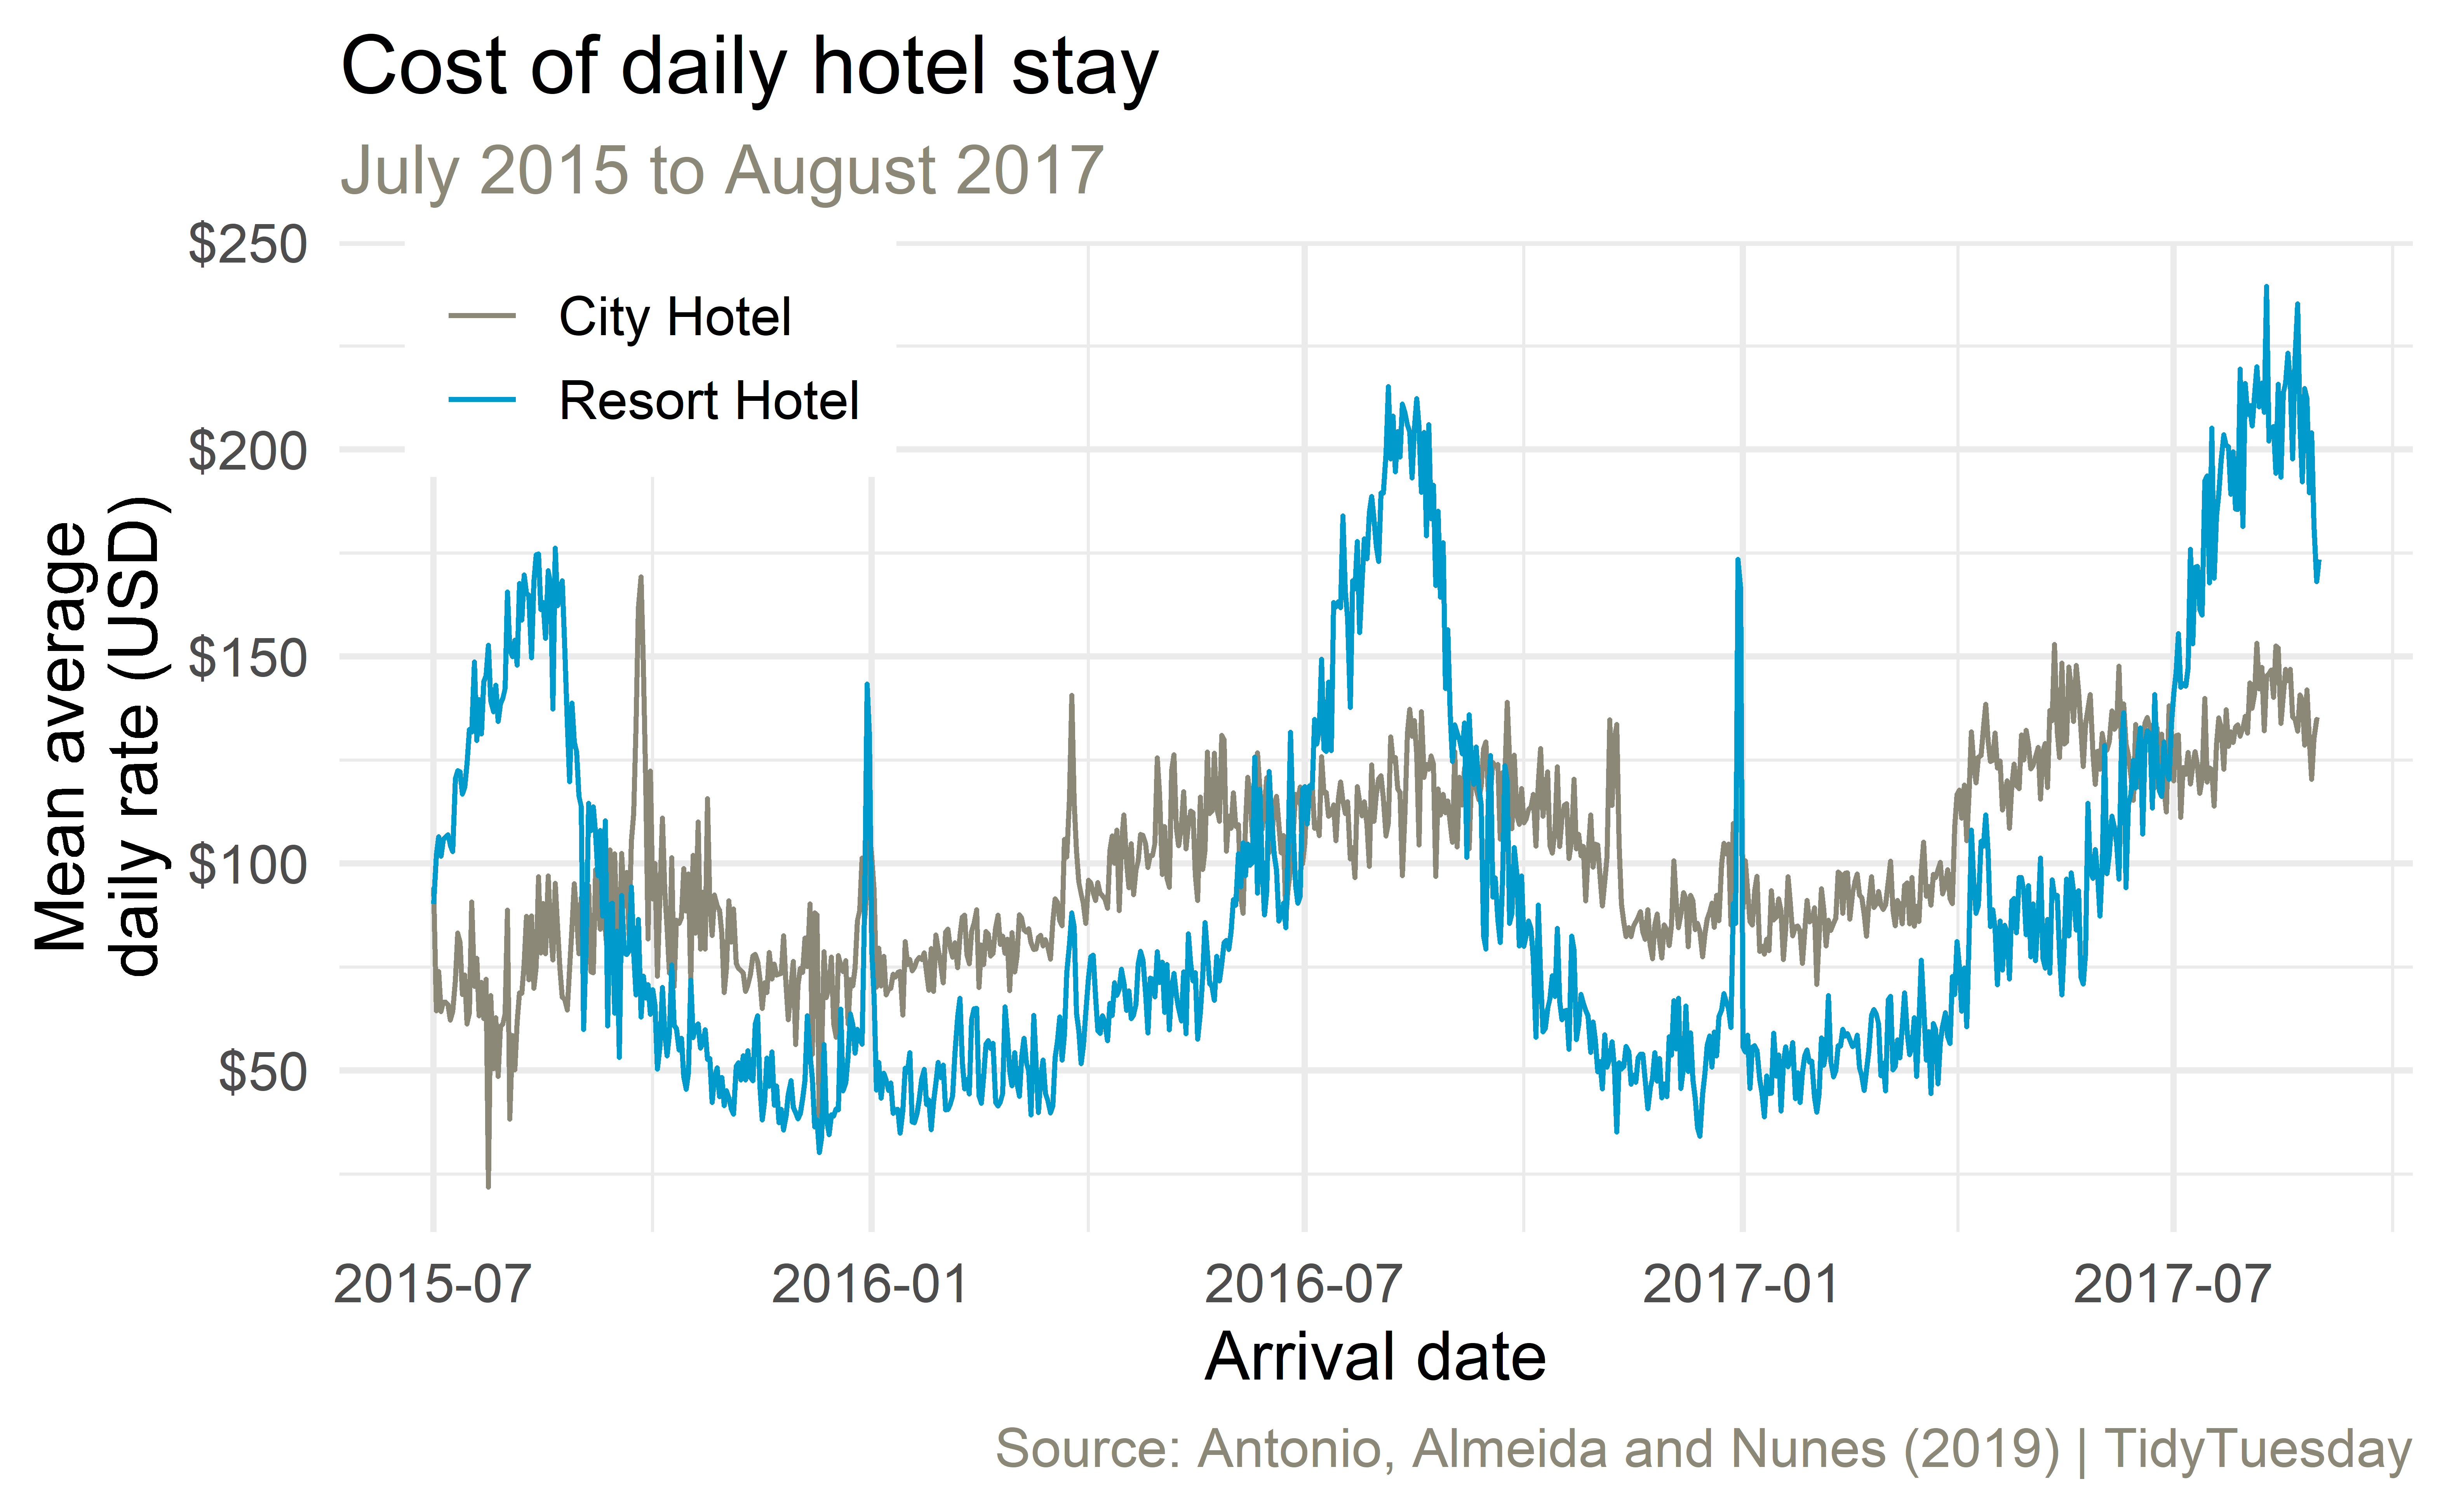 Cost of daily hotel stay
July 2015 to August 2017
$250
$200
$150
$100
$50
City Hotel
Resort Hotel
Mean average
daily rate (USD)
2015-07
2016-01
2016-07
2017-01
2017-07
Arrival date
Source: Antonio, Almeida and Nunes (2019) | TidyTuesday